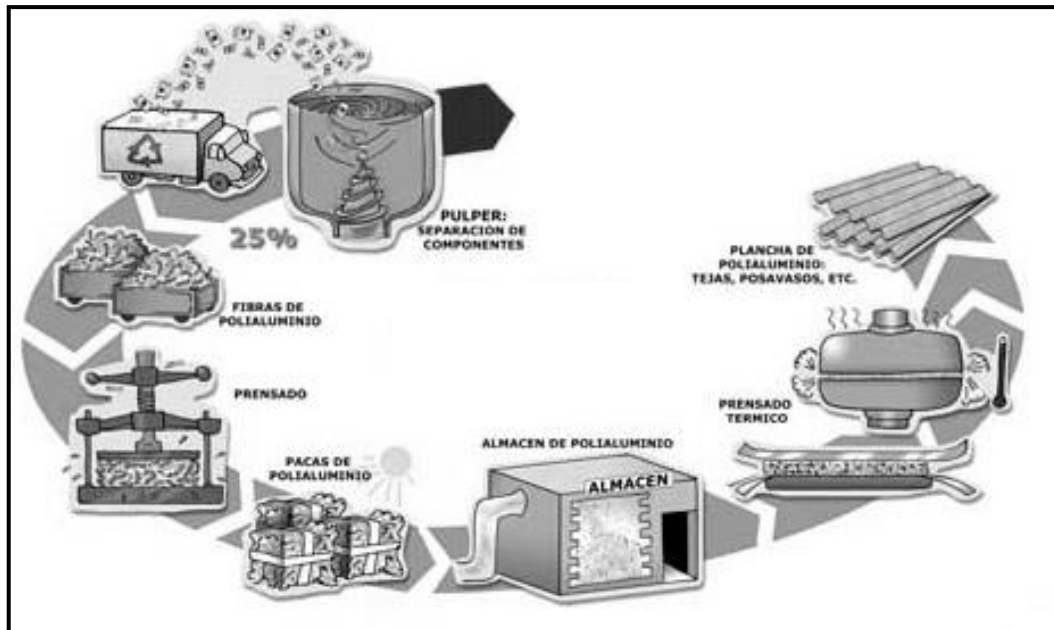 PULPER:
SEPARACION DE
COMPONENTES
25%
FIBRAS DE
POLIALUMINIO
PRENSADO
PACAS DE
POLIALUMINIO
ALMACEN DE POLIALUMINIO
ALMACEN
PRENSADO
TERMICO
PLANCHA DE
POLIALUMINIO:
TEJAS, POSAVASOS, ETC.